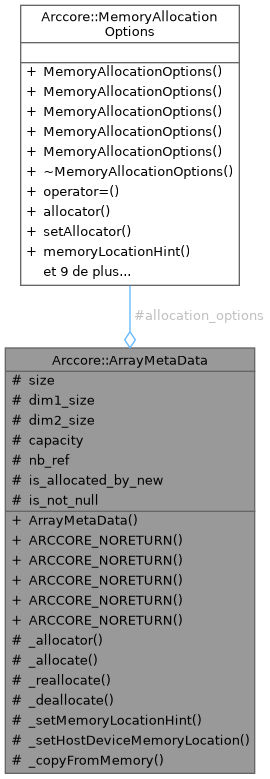 Arccore::MemoryAllocation
Options
+ MemoryAllocationOptions()
+ MemoryAllocationOptions()
+ MemoryAllocationOptions()
+ MemoryAllocationOptions()
+ MemoryAllocationOptions()
+ ~MemoryAllocationOptions()
+ operator=()
+ allocator()
+ setAllocator()
+ memoryLocationHint()
et 9 de plus...
#allocation_options
Arccore::ArrayMetaData
# size
# dim1_size
# dim2_size
# capacity
# nb_ref
# is_allocated_by_new
# is_not_null
+ ArrayMetaData()
+ ARCCORE_NORETURN()
+ ARCCORE_NORETURN()
+ ARCCORE_NORETURN()
+ ARCCORE_NORETURN()
+ ARCCORE_NORETURN()
# _allocator()
# _allocate()
# _reallocate()
# _deallocate()
# _setMemoryLocationHint()
# _setHostDeviceMemoryLocation()
# _copyFromMemory()